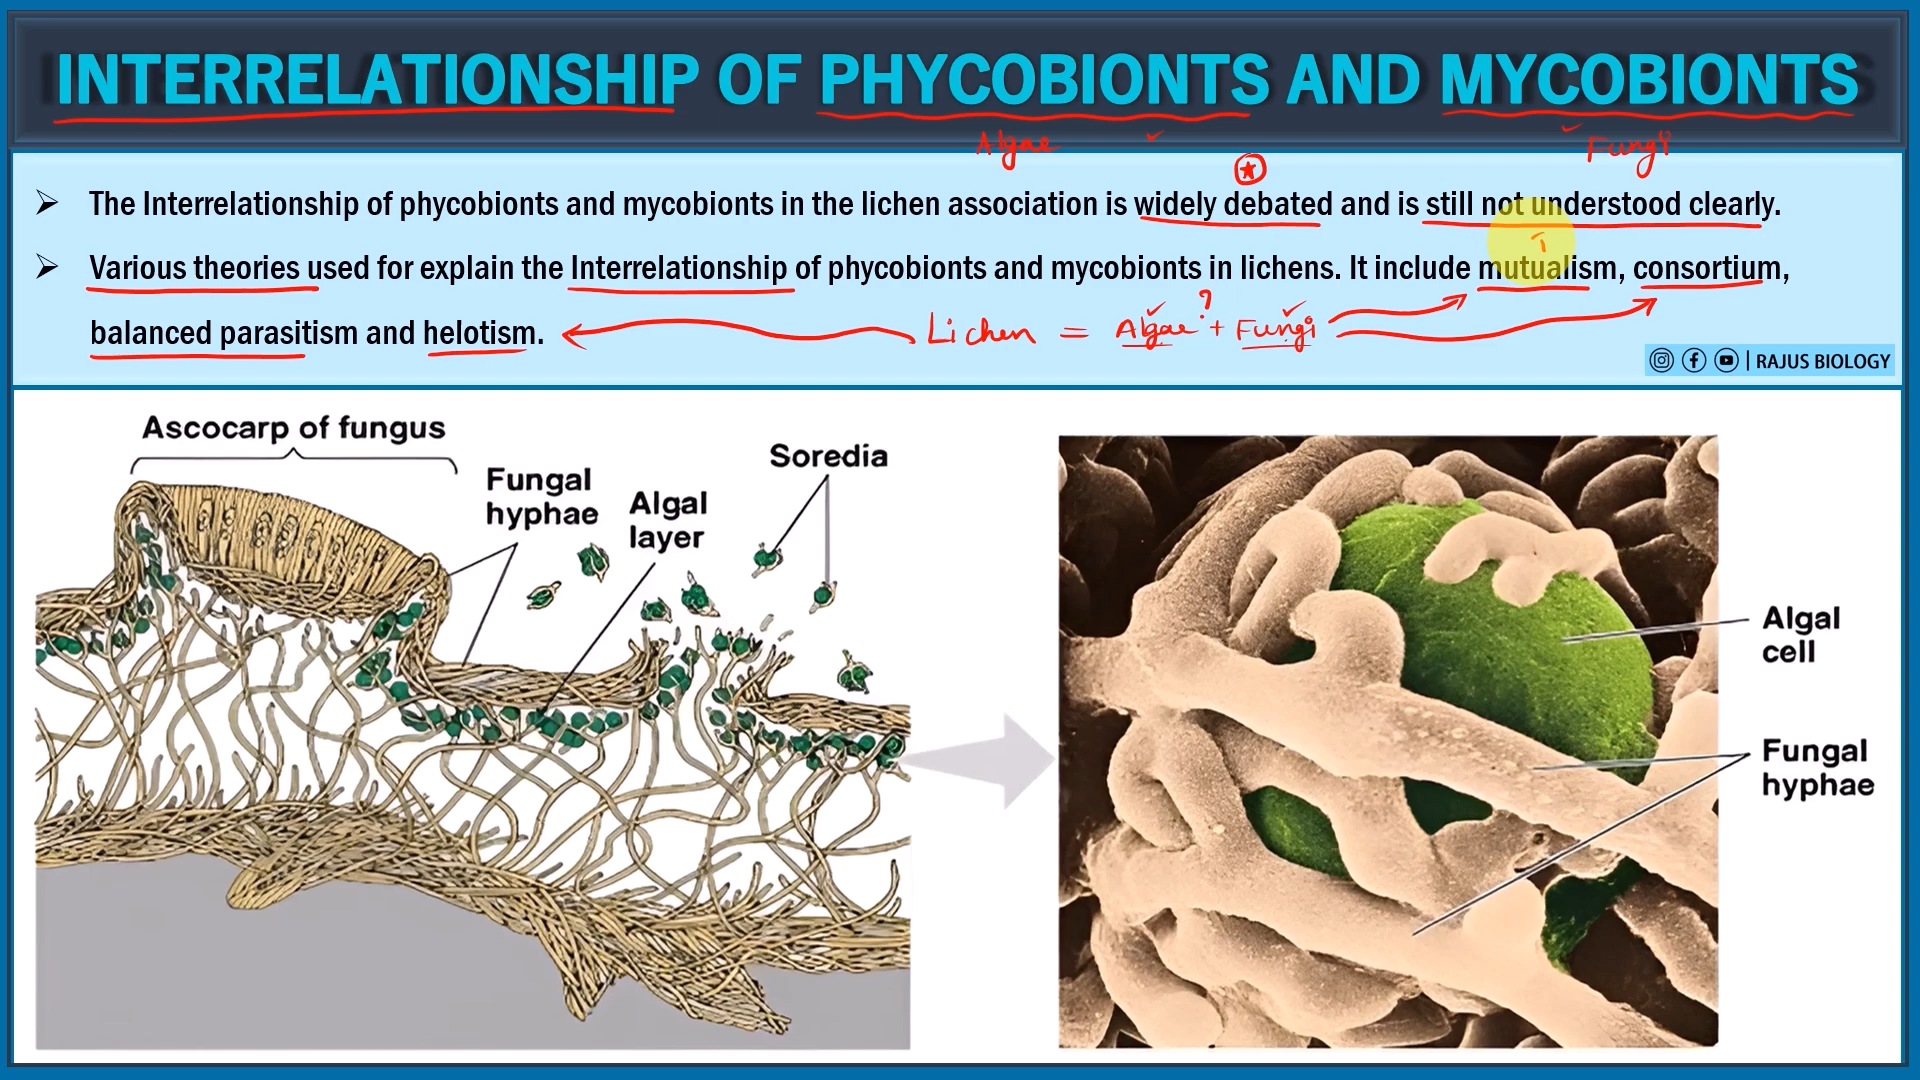 INTERRELATIONSHIP OF PHYCOBIONTS AND MYCOBIONTS
Algae Fungi
➢ The Interrelationship of phycobionts and mycobionts in the lichen association is widely debated and is still not understood clearly.
➢ Various theories used for explain the Interrelationship of phycobionts and mycobionts in lichens. It include mutualism, consortium,
balanced parasitism and helotism.
Lichen = Algae ? + Fungi
| RAJUS BIOLOGY
Ascocarp of fungus
Fungal
hyphae
Algal
layer
Soredia
Algal
cell
Fungal
hyphae